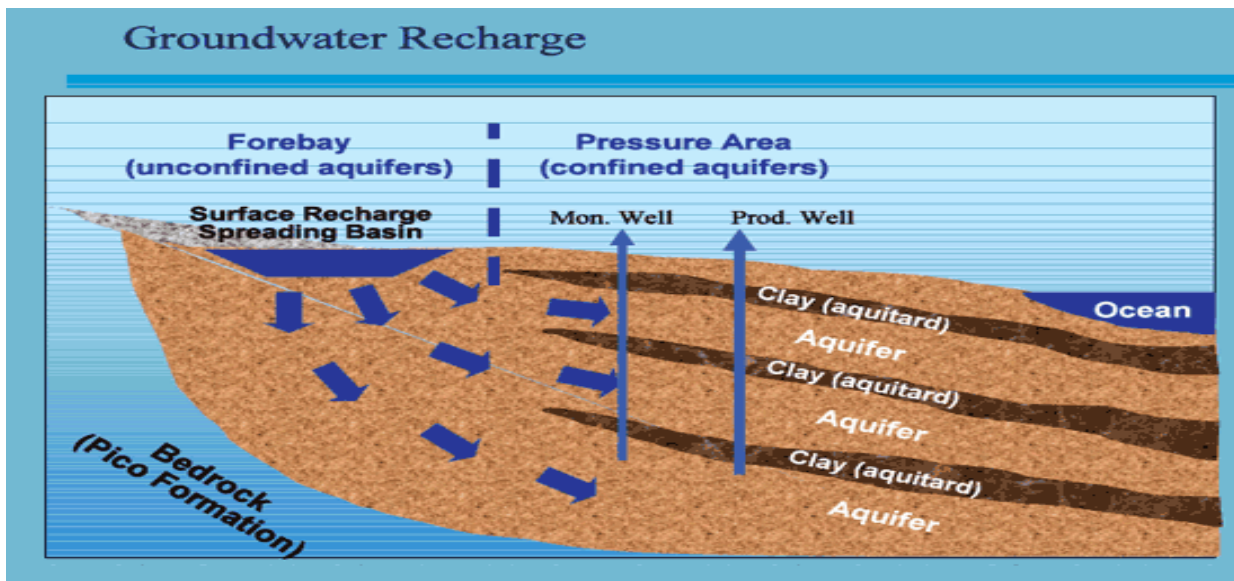 Groundwater Recharge
Forebay
(unconfined aquifers)
Pressure Area
(confined aquifers)
Surface Recharge
Spreading Basin
Mon. Well
Prod. Well
Clay (aquitard)
Ocean
Aquifer
Clay (aquitard)
Aquifer
Clay (aquitard)
Aquifer
Bedrock
(Pico Formation)